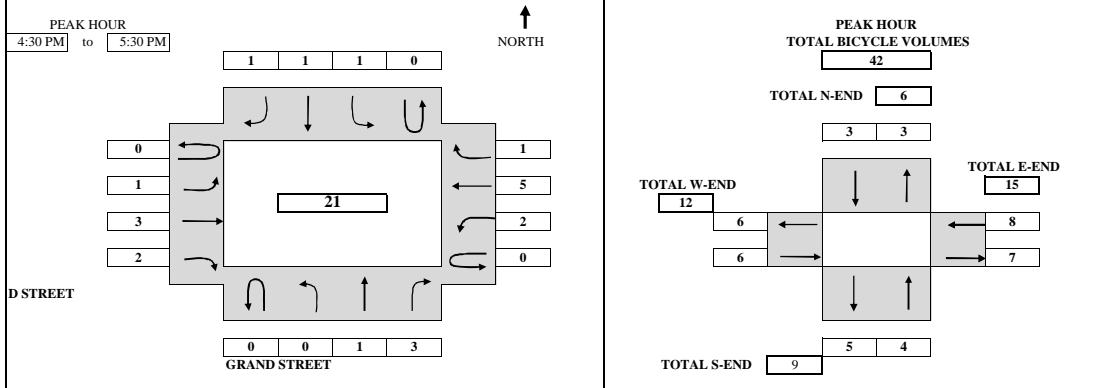 PEAK HOUR
4:30 PM to 5:30 PM
NORTH
1 1 1 0
0 1
1 5
21
3 2
2 0
D STREET
0 0 1 3
GRAND STREET
PEAK HOUR
TOTAL BICYCLE VOLUMES
42
TOTAL N-END 6
3 3
TOTAL E-END
15
TOTAL W-END
12
6 8
6 7
5 4
TOTAL S-END 9